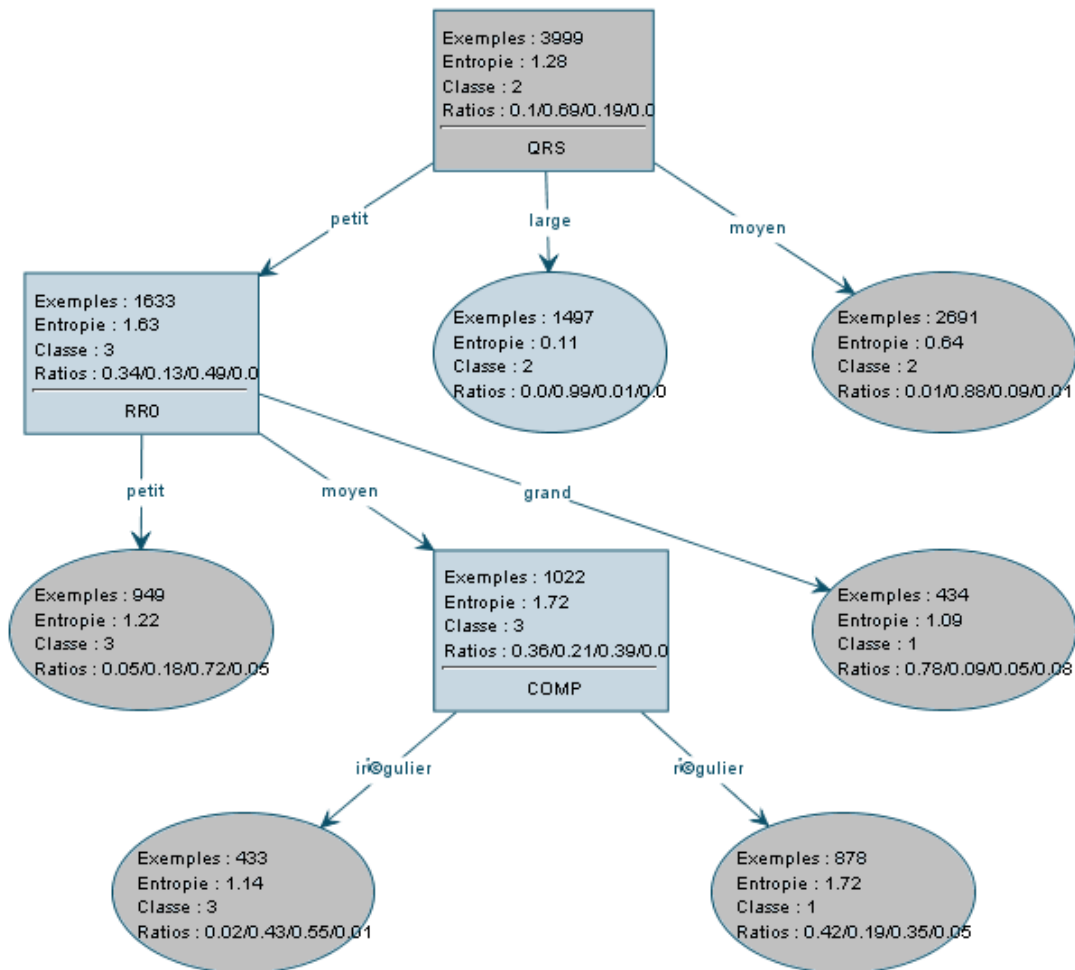 Exemples : 3999
Entropie : 1.28
Classe : 2
Ratios : 0.1/0.69/0.19/0.0
QRS
petit
large
moyen
Exemples : 1633
Entropie : 1.63
Classe : 3
Ratios : 0.34/0.13/0.49/0.0
RR0
Exemples : 1497
Entropie : 0.11
Classe : 2
Ratios : 0.0/0.99/0.01/0.0
Exemples : 2691
Entropie : 0.64
Classe : 2
Ratios : 0.01/0.88/0.09/0.01
petit
moyen
grand
Exemples : 949
Entropie : 1.22
Classe : 3
Ratios : 0.05/0.18/0.72/0.05
Exemples : 1022
Entropie : 1.72
Classe : 3
Ratios : 0.36/0.21/0.39/0.0
COMP
Exemples : 434
Entropie : 1.09
Classe : 1
Ratios : 0.78/0.09/0.05/0.08
irï©gulier
rï©gulier
Exemples : 433
Entropie : 1.14
Classe : 3
Ratios : 0.02/0.43/0.55/0.01
Exemples : 878
Entropie : 1.72
Classe : 1
Ratios : 0.42/0.19/0.35/0.05